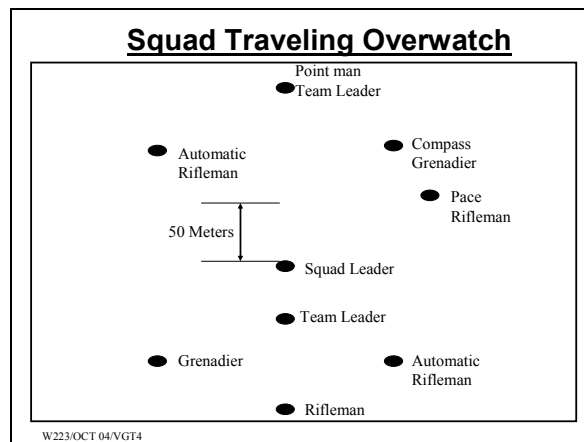 Squad Traveling Overwatch
Point man
Team Leader
Automatic
Rifleman
Compass
Grenadier
Pace
Rifleman
50 Meters
Squad Leader
Team Leader
Grenadier
Automatic
Rifleman
Rifleman
W223/OCT 04/VGT4